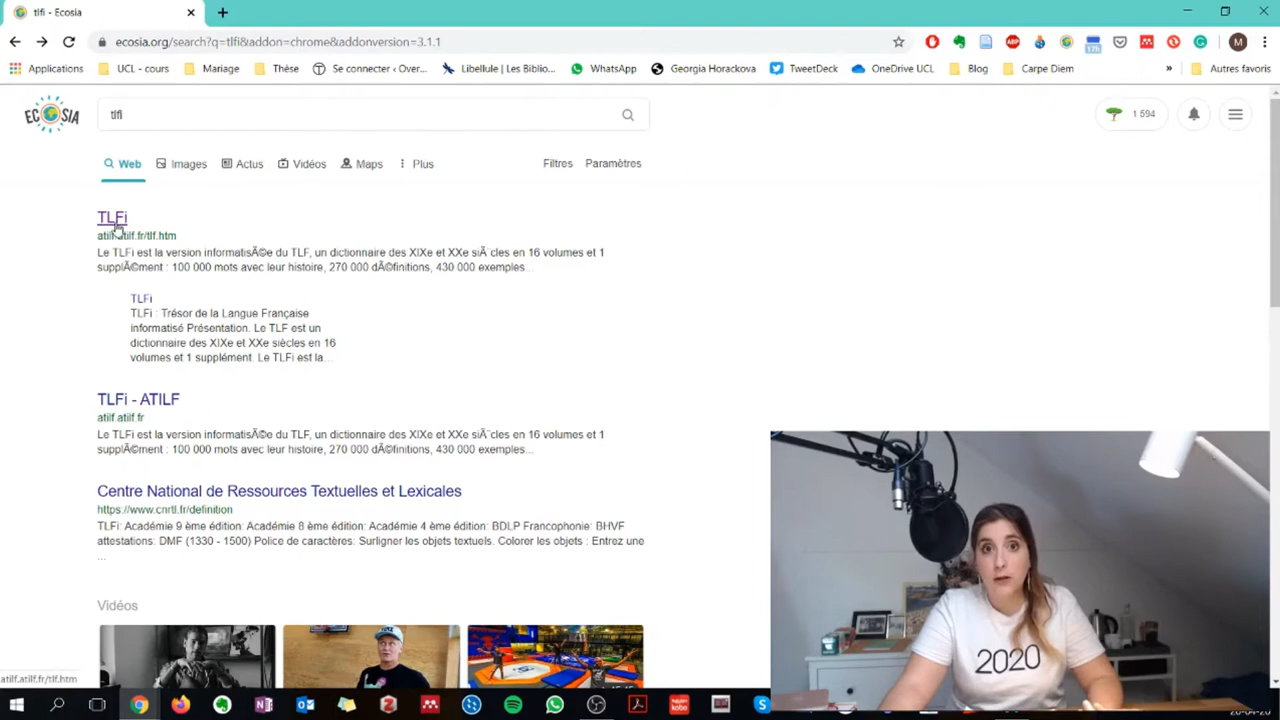 tlfi - Ecosia
ecosia.org/search?q=tlfi&addon=chrome&addonversion=3.1.1
Applications UCL - cours Mariage Thèse Se connecter ‹ Over... Libellule | Les Biblio... WhatsApp Georgia Horackova TweetDeck OneDrive UCL Blog Carpe Diem » Autres favoris
ECOSIA
tlfi
1 594
Web Images Actus Vidéos Maps Plus Filtres Paramètres
TLFi
atilf.atilf.fr/tlf.htm
Le TLFi est la version informatisÃ©e du TLF, un dictionnaire des XIXe et XXe siÃ¨cles en 16 volumes et 1
supplÃ©ment : 100 000 mots avec leur histoire, 270 000 dÃ©finitions, 430 000 exemples...
TLFi
TLFi : Trésor de la Langue Française
informatisé Présentation. Le TLF est un
dictionnaire des XIXe et XXe siècles en 16
volumes et 1 supplément. Le TLFi est la...
TLFi - ATILF
atilf.atilf.fr
Le TLFi est la version informatisÃ©e du TLF, un dictionnaire des XIXe et XXe siÃ¨cles en 16 volumes et 1
supplÃ©ment : 100 000 mots avec leur histoire, 270 000 dÃ©finitions, 430 000 exemples...
Centre National de Ressources Textuelles et Lexicales
https://www.cnrtl.fr/definition
TLFi: Académie 9 ème édition: Académie 8 ème édition: Académie 4 ème édition: BDLP Francophonie: BHVF
attestations: DMF (1330 - 1500) Police de caractères: Surligner les objets textuels. Colorer les objets : Entrez une
...
Vidéos
2020
atilf.atilf.fr/tlf.htm